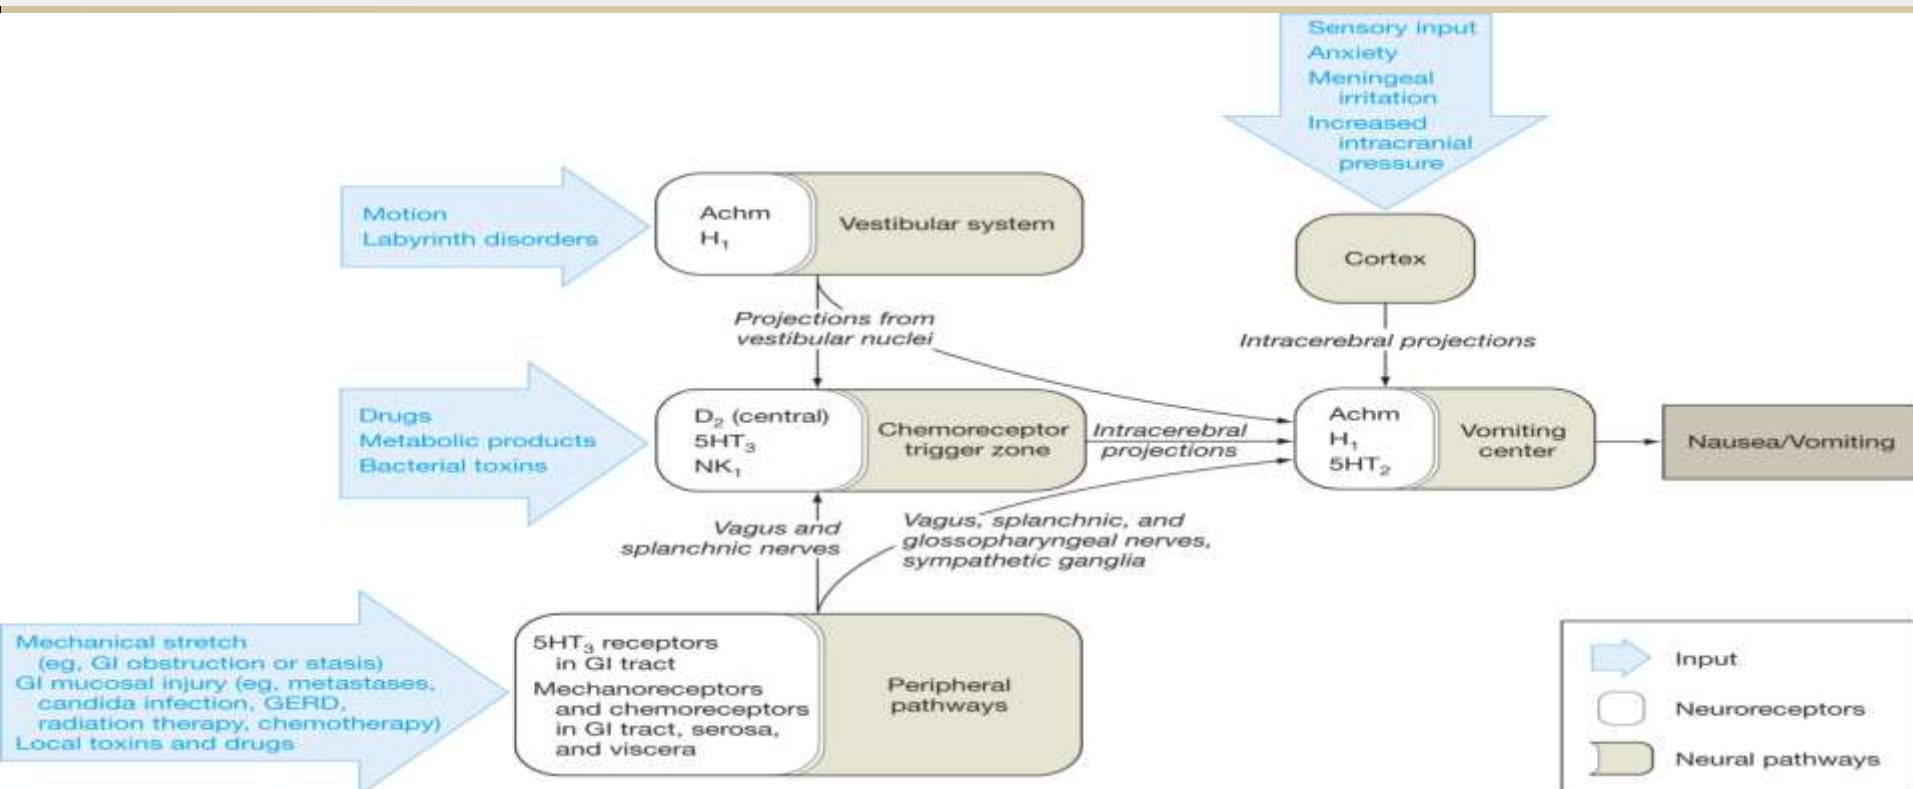 Sensory input
Anxiety
Meningeal
irritation
Increased
intracranial
pressure
Motion
Labyrinth disorders
Achm
H₁
Vestibular system
Cortex
Projections from
vestibular nuclei
Intracerebral projections
Drugs
Metabolic products
Bacterial toxins
D₂ (central)
5HT₃
NK₁
Chemoreceptor
trigger zone
Intracerebral
projections
Achm
H₁
5HT₂
Vomiting
center
Nausea/Vomiting
Vagus and
splanchnic nerves
Vagus, splanchnic, and
glossopharyngeal nerves,
sympathetic ganglia
Mechanical stretch
(eg, GI obstruction or stasis)
GI mucosal injury (eg, metastases,
candida infection, GERD,
radiation therapy, chemotherapy)
Local toxins and drugs
5HT₃ receptors
in GI tract
Mechanoreceptors
and chemoreceptors
in GI tract, serosa,
and viscera
Peripheral
pathways
Input
Neuroreceptors
Neural pathways